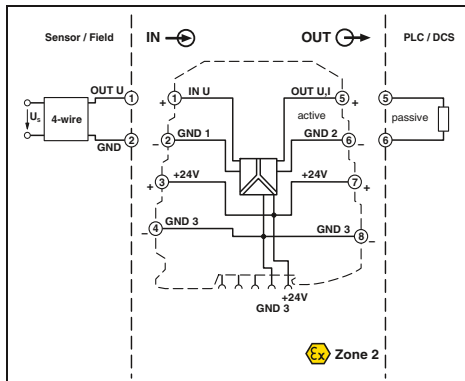 Sensor / Field
IN
OUT
PLC / DCS
OUT U
1
+
1
IN U
OUT U,I
5
+
5
Us
4-wire
active
passive
GND
2
−
2
GND 1
GND 2
6
−
6
+
3
+24V
+24V
7
+
−
4
GND 3
GND 3
8
−
+24V
GND 3
Ex Zone 2